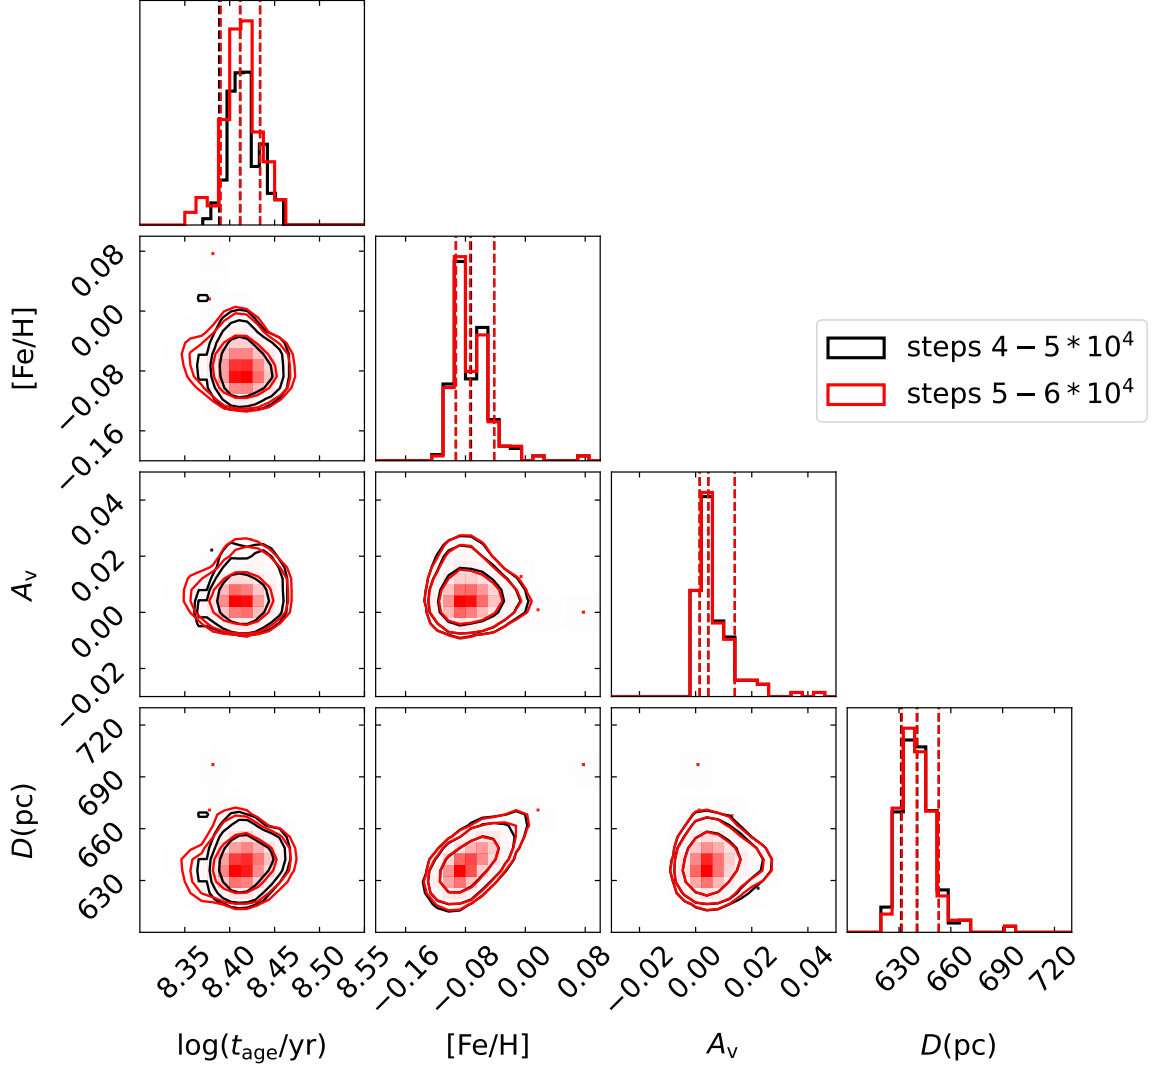 [Fe/H]
0.08
0.00
−0.08
−0.16
steps 4 − 5 * 10⁴
steps 5 − 6 * 10⁴
A_v
0.04
0.02
0.00
−0.02
D(pc)
720
690
660
630
8.35 8.40 8.45 8.50 8.55
−0.16 −0.08 0.00 0.08
−0.02 0.00 0.02 0.04
630 660 690 720
log(t_age/yr) [Fe/H] A_v D(pc)